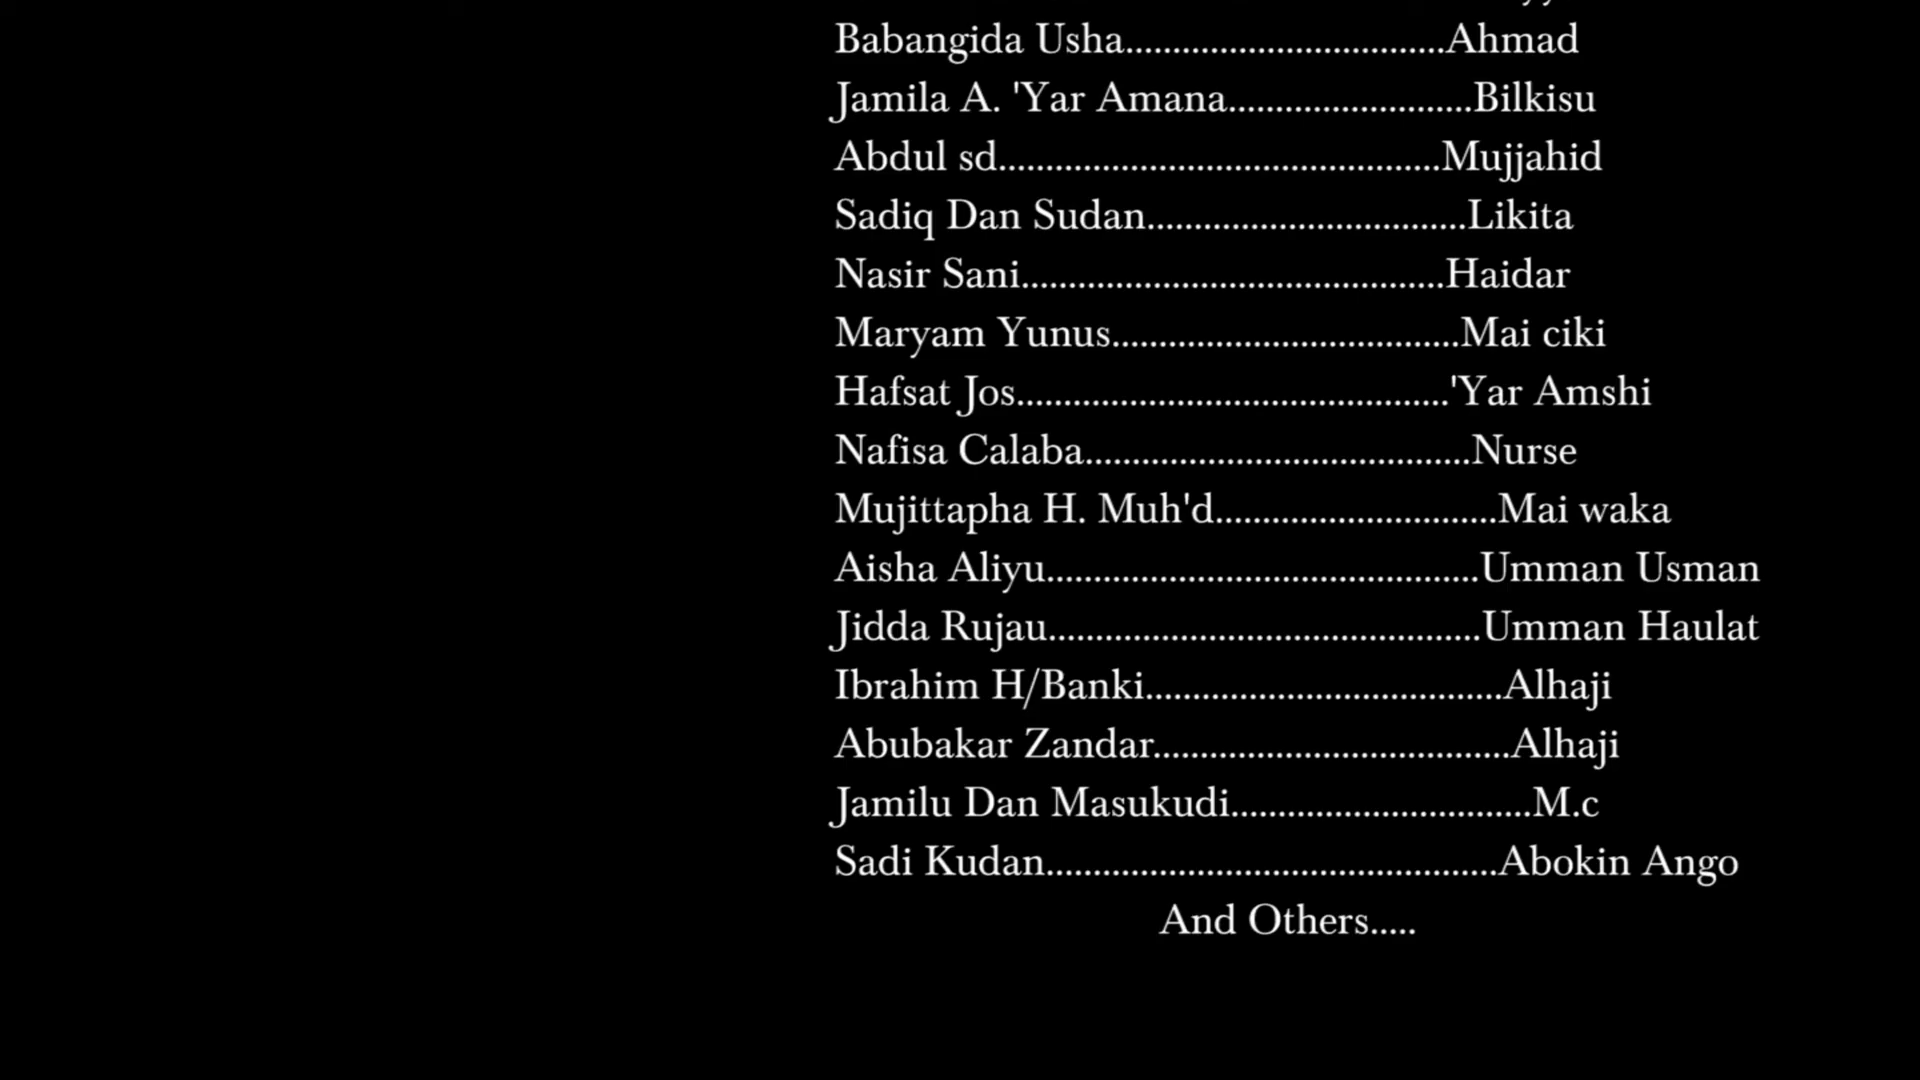 Babangida Usha................................Ahmad
Jamila A. 'Yar Amana.........................Bilkisu
Abdul sd.............................................Mujjahid
Sadiq Dan Sudan................................Likita
Nasir Sani...........................................Haidar
Maryam Yunus...................................Mai ciki
Hafsat Jos............................................'Yar Amshi
Nafisa Calaba.......................................Nurse
Mujittapha H. Muh'd............................Mai waka
Aisha Aliyu............................................Umman Usman
Jidda Rujau............................................Umman Haulat
Ibrahim H/Banki....................................Alhaji
Abubakar Zandar....................................Alhaji
Jamilu Dan Masukudi..............................M.c
Sadi Kudan..............................................Abokin Ango
And Others.....